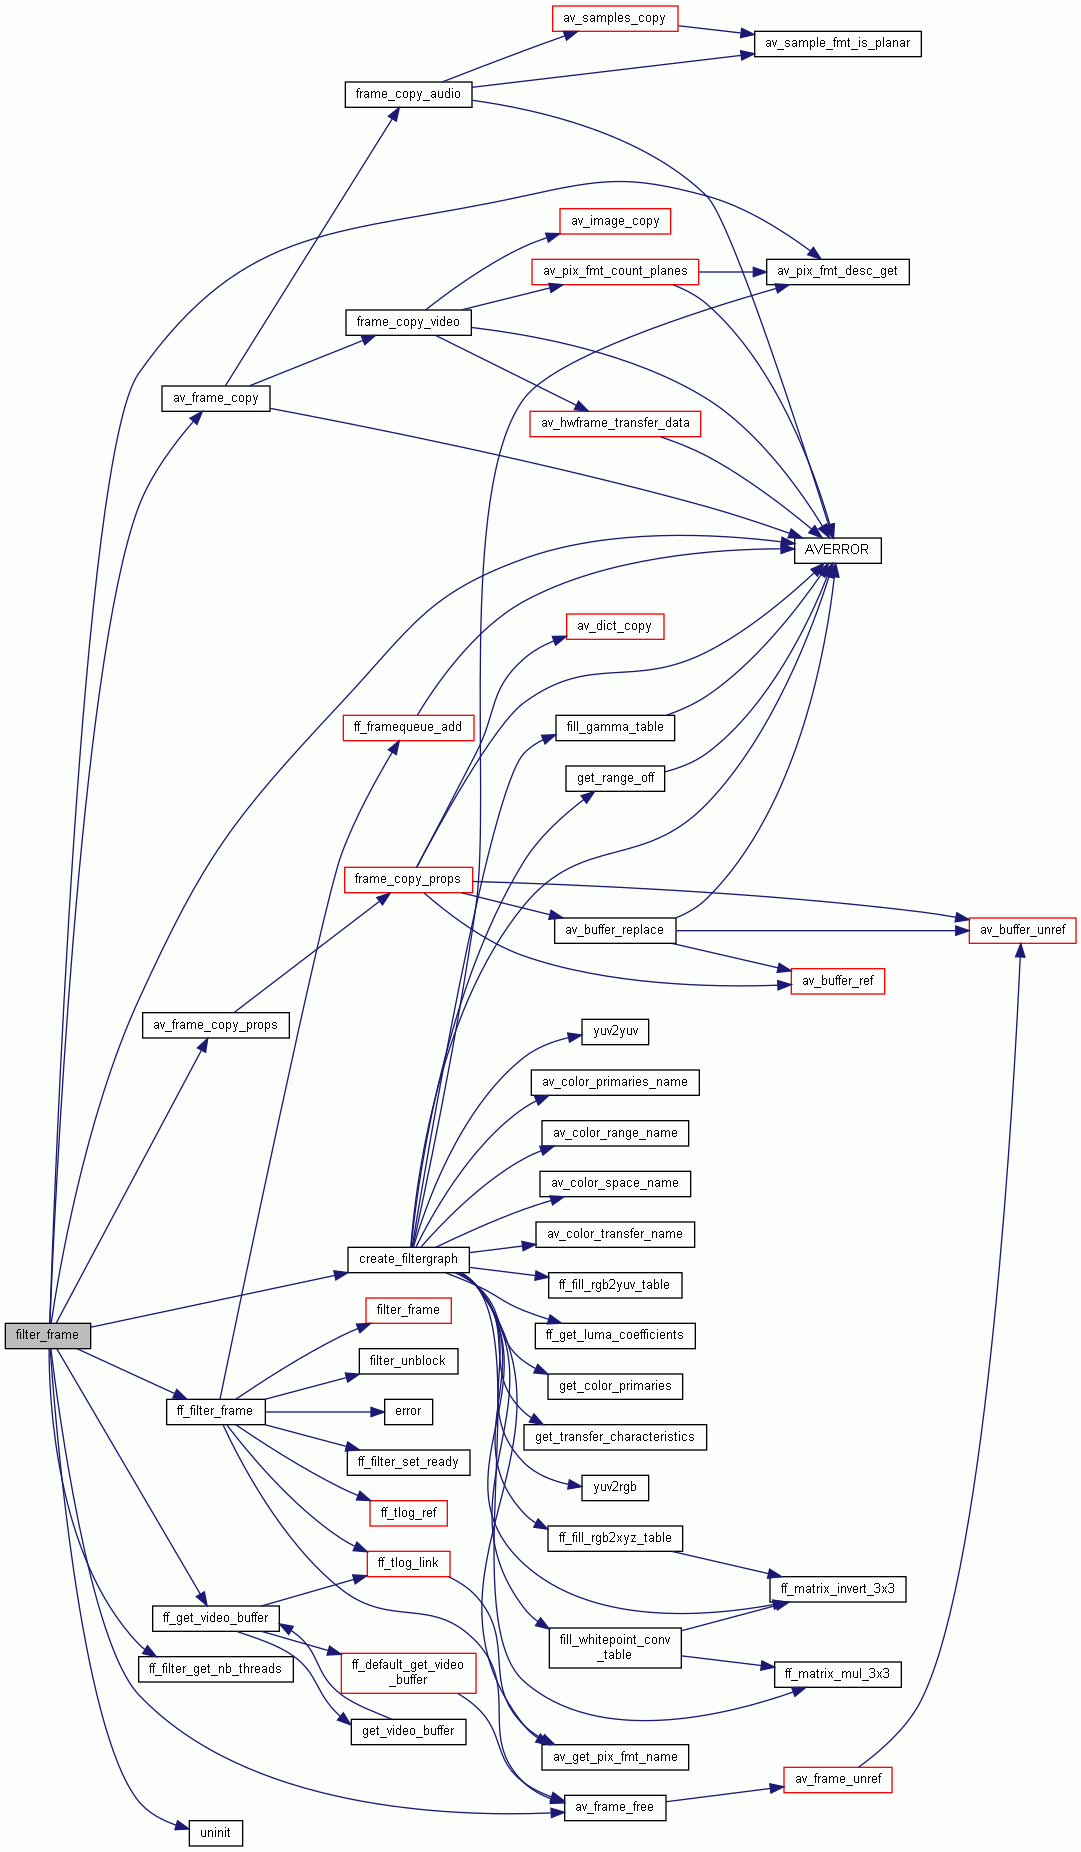 av_samples_copy
av_sample_fmt_is_planar
frame_copy_audio
av_image_copy
av_pix_fmt_count_planes
av_pix_fmt_desc_get
frame_copy_video
av_frame_copy
av_hwframe_transfer_data
AVERROR
av_dict_copy
ff_framequeue_add
fill_gamma_table
get_range_off
frame_copy_props
av_buffer_replace
av_buffer_unref
av_buffer_ref
av_frame_copy_props
yuv2yuv
av_color_primaries_name
av_color_range_name
av_color_space_name
av_color_transfer_name
create_filtergraph
ff_fill_rgb2yuv_table
filter_frame
filter_frame
ff_get_luma_coefficients
filter_unblock
get_color_primaries
ff_filter_frame
error
get_transfer_characteristics
ff_filter_set_ready
yuv2rgb
ff_tlog_ref
ff_fill_rgb2xyz_table
ff_tlog_link
ff_matrix_invert_3x3
ff_get_video_buffer
fill_whitepoint_conv
_table
ff_filter_get_nb_threads
ff_default_get_video
_buffer
ff_matrix_mul_3x3
get_video_buffer
av_get_pix_fmt_name
av_frame_unref
av_frame_free
uninit